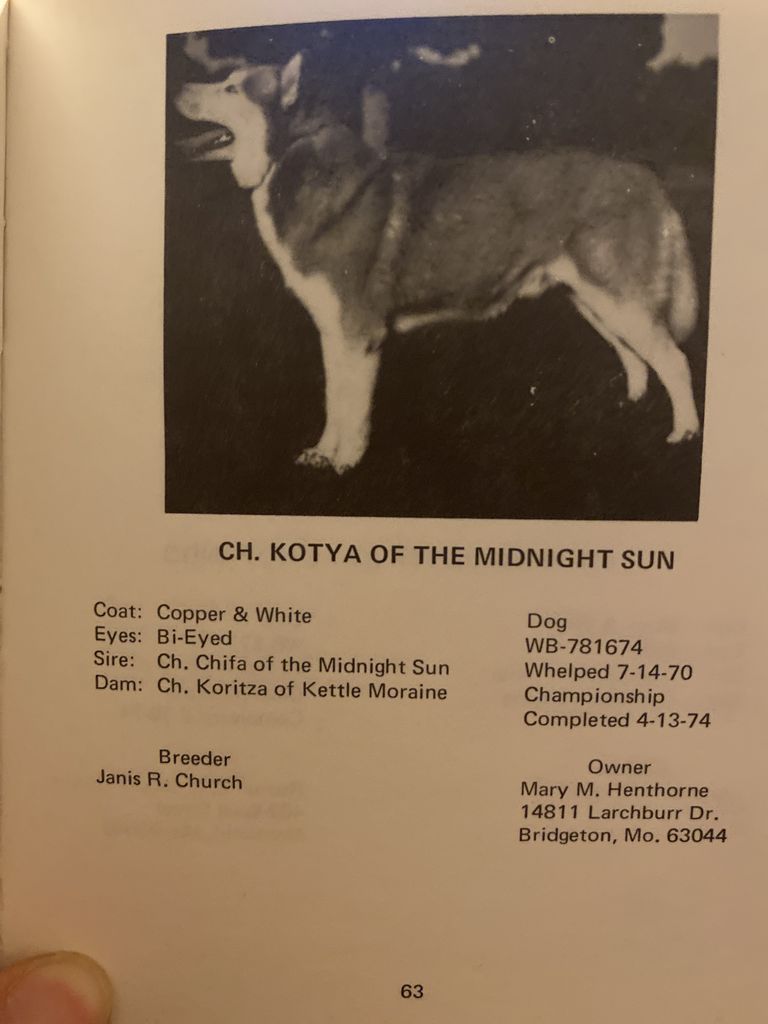 CH. KOTYA OF THE MIDNIGHT SUN
Coat: Copper & White
Eyes: Bi-Eyed
Sire: Ch. Chifa of the Midnight Sun
Dam: Ch. Koritza of Kettle Moraine
Dog
WB-781674
Whelped 7-14-70
Championship
Completed 4-13-74
Breeder
Janis R. Church
Owner
Mary M. Henthorne
14811 Larchburr Dr.
Bridgeton, Mo. 63044
63